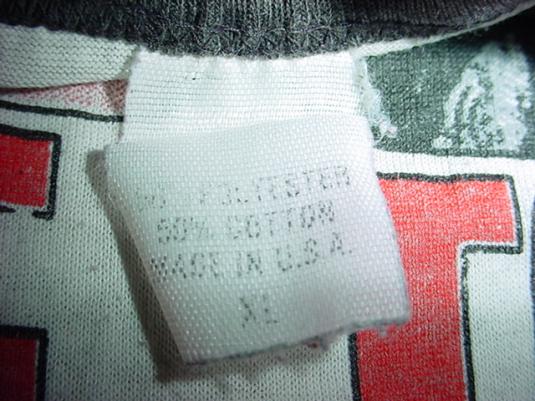 POLYESTER
50% COTTON
MADE IN U.S.A.
XL